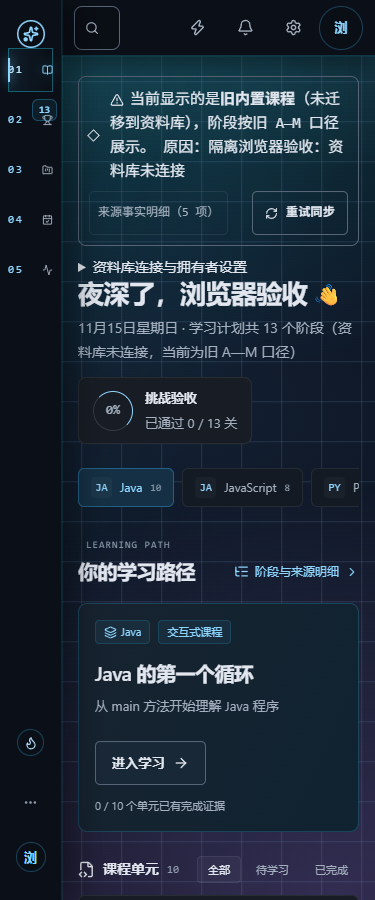 浏
01
13
02
03
04
05
当前显示的是旧内置课程（未迁
移到资料库），阶段按旧 A—M 口径
展示。 原因：隔离浏览器验收：资
料库未连接
来源事实明细（5 项）
重试同步
资料库连接与拥有者设置
夜深了，浏览器验收 👋
11月15日星期日 · 学习计划共 13 个阶段（资
料库未连接，当前为旧 A—M 口径）
0%
挑战验收
已通过 0 / 13 关
JA Java 10
JA JavaScript 8
PY P
LEARNING PATH
你的学习路径
阶段与来源明细
Java
交互式课程
Java 的第一个循环
从 main 方法开始理解 Java 程序
进入学习
0 / 10 个单元已有完成证据
浏
课程单元 10
全部
待学习
已完成